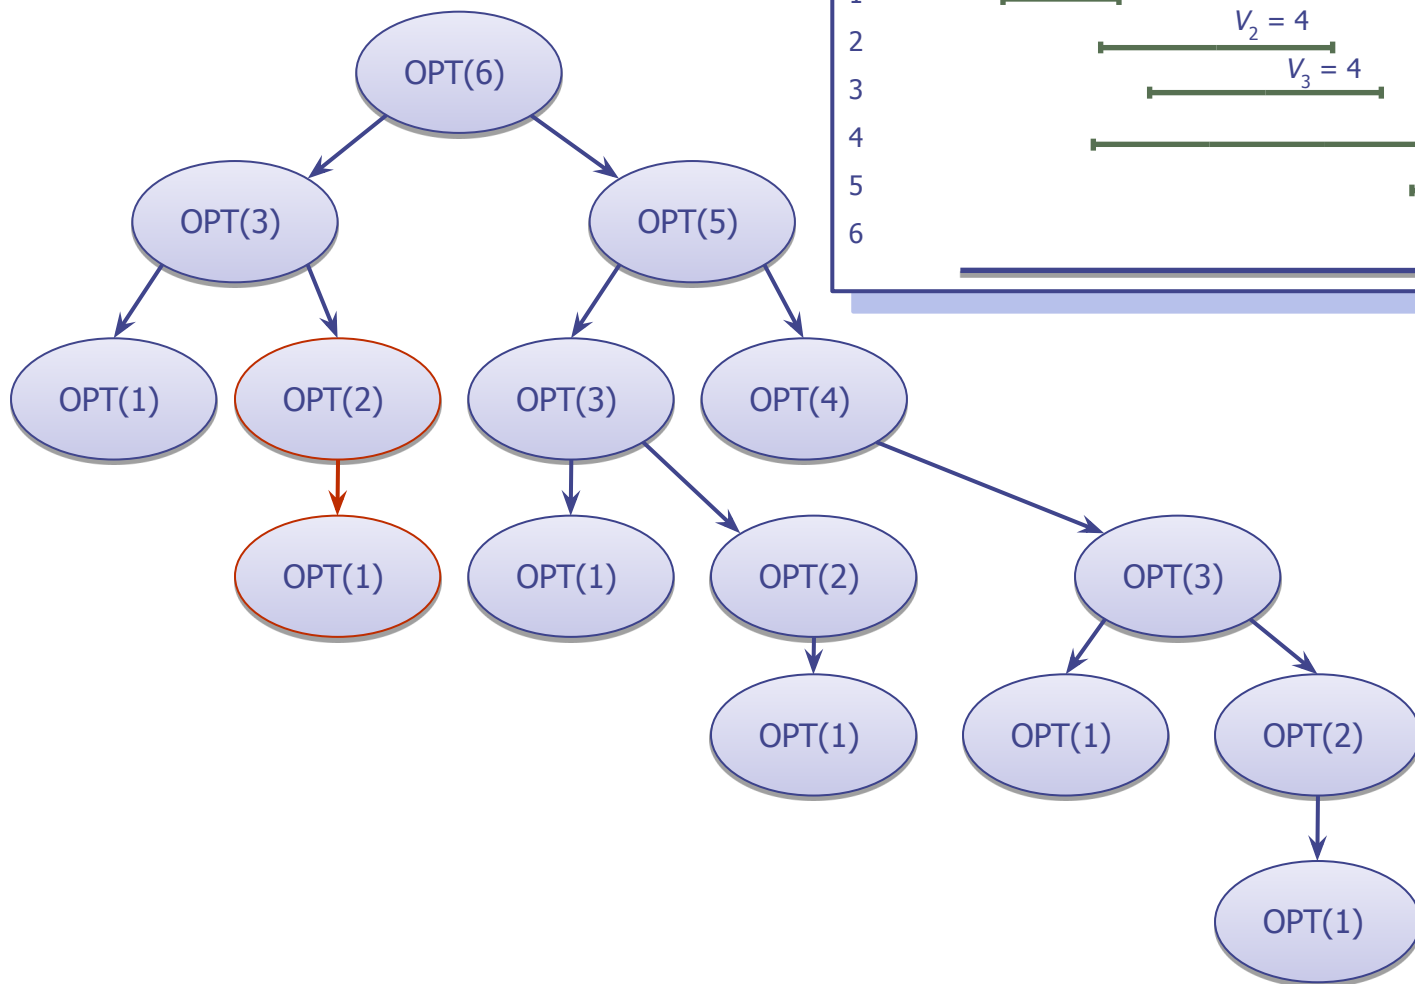 1
V2 = 4
2
V3 = 4
3
4
5
6
OPT(6)
OPT(3)
OPT(5)
OPT(1)
OPT(2)
OPT(3)
OPT(4)
OPT(1)
OPT(1)
OPT(2)
OPT(3)
OPT(1)
OPT(1)
OPT(2)
OPT(1)